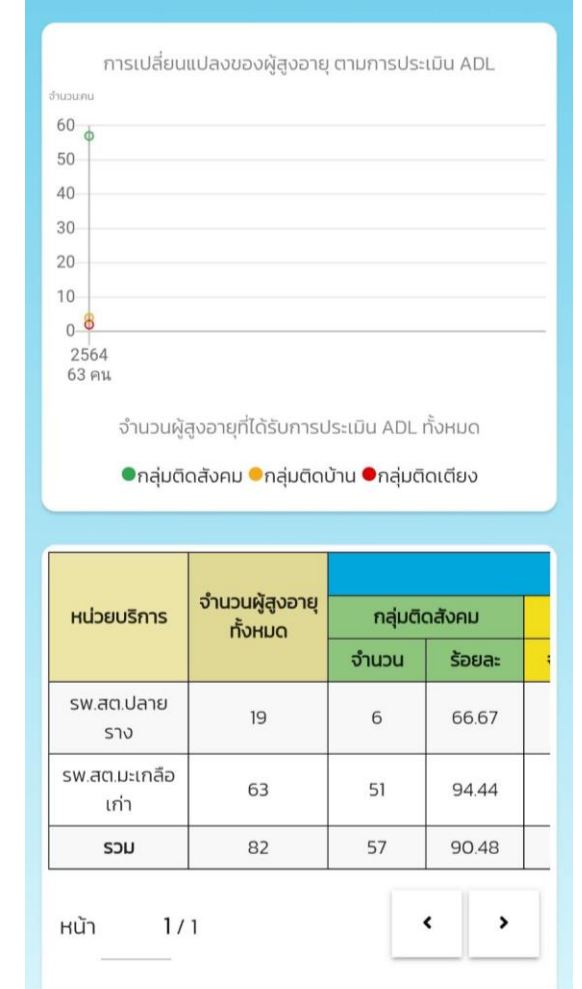 การเปลี่ยนแปลงของผู้สูงอายุ ตามการประเมิน ADL
จำนวนคน
60
50
40
30
20
10
0
2564
63 คน
จำนวนผู้สูงอายุที่ได้รับการประเมิน ADL ทั้งหมด
กลุ่มติดสังคม กลุ่มติดบ้าน กลุ่มติดเตียง
หน่วยบริการ
จำนวนผู้สูงอายุ
ทั้งหมด
กลุ่มติดสังคม
จำนวน ร้อยละ
รพ.สต.ปลาย
ราง
19 6 66.67
รพ.สต.มะเกลือ
เก่า
63 51 94.44
รวม 82 57 90.48
หน้า 1 / 1